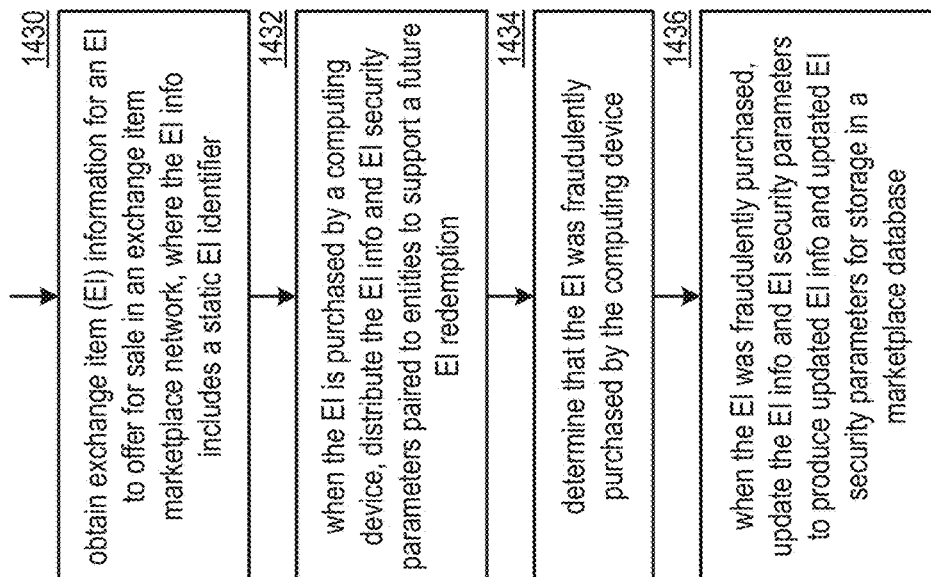 1430
obtain exchange item (EI) information for an EI
to offer for sale in an exchange item
marketplace network, where the EI info
includes a static EI identifier
1432
when the EI is purchased by a computing
device, distribute the EI info and EI security
parameters paired to entities to support a future
EI redemption
1434
determine that the EI was fraudulently
purchased by the computing device
1436
when the EI was fraudulently purchased,
update the EI info and EI security parameters
to produce updated EI info and updated EI
security parameters for storage in a
marketplace database